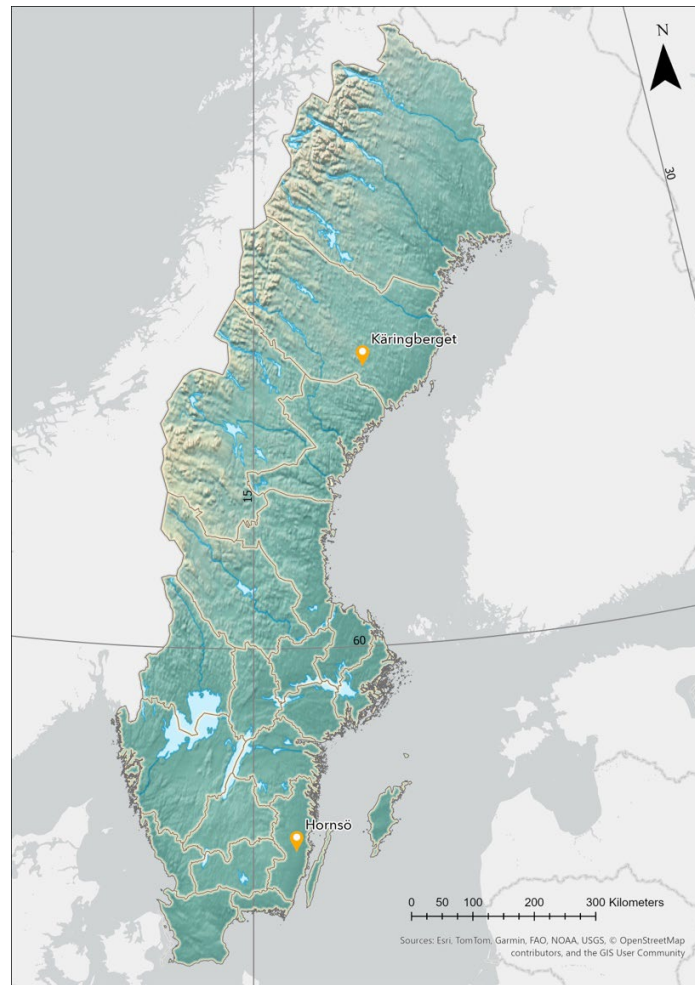 N
30
Käringberget
15
60
Hornsö
0 50 100 200 300 Kilometers
Sources: Esri, TomTom, Garmin, FAO, NOAA, USGS, © OpenStreetMap
contributors, and the GIS User Community